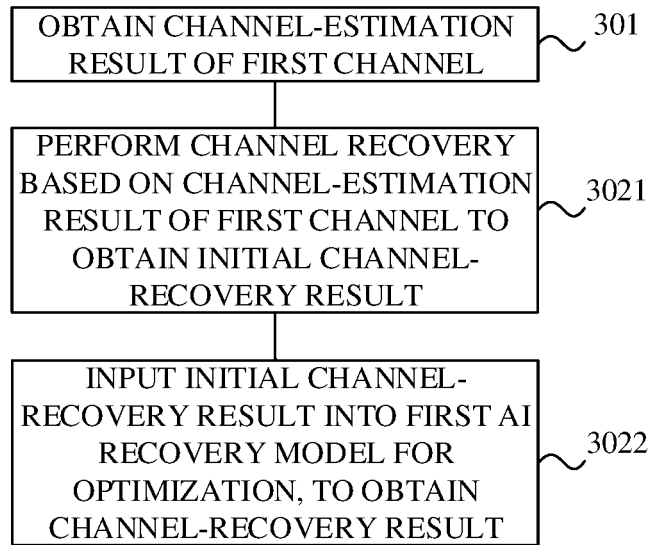 OBTAIN CHANNEL-ESTIMATION
RESULT OF FIRST CHANNEL
301
PERFORM CHANNEL RECOVERY
BASED ON CHANNEL-ESTIMATION
RESULT OF FIRST CHANNEL TO
OBTAIN INITIAL CHANNEL-
RECOVERY RESULT
3021
INPUT INITIAL CHANNEL-
RECOVERY RESULT INTO FIRST AI
RECOVERY MODEL FOR
OPTIMIZATION, TO OBTAIN
CHANNEL-RECOVERY RESULT
3022